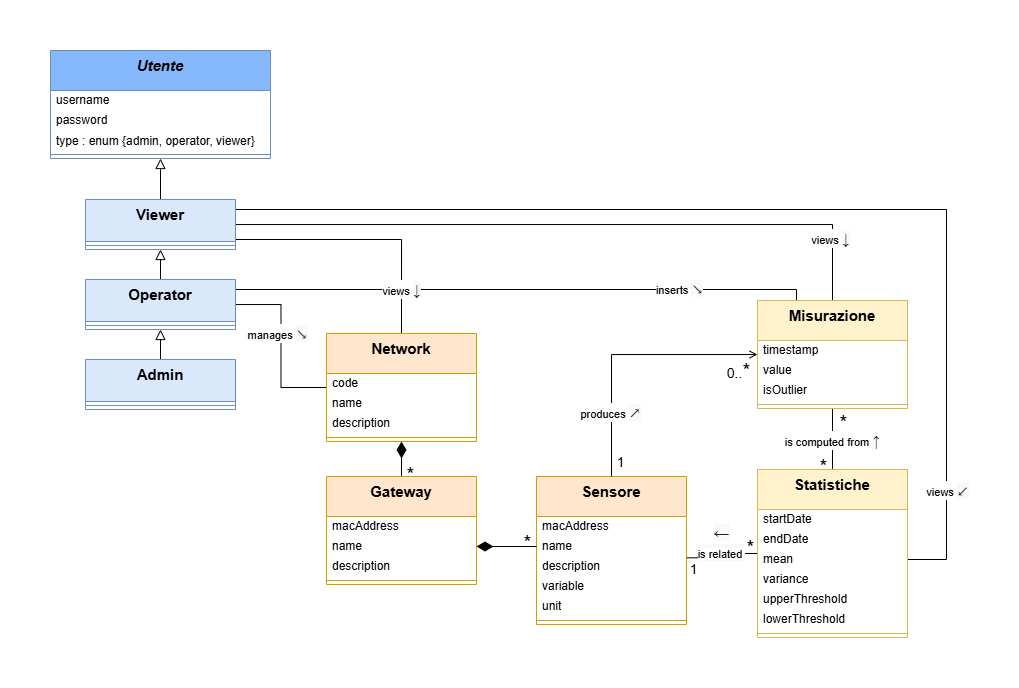 Utente
username
password
type : enum {admin, operator, viewer}
Viewer
views ↓
Operator
views ↓
inserts ↘
manages ↘
Misurazione
timestamp
value
isOutlier
Admin
Network
code
name
description
0..*
produces ↗
*
is computed from ↑
*
1
*
Gateway
macAddress
name
description
Sensore
macAddress
name
description
variable
unit
*
←
is related
*
1
Statistiche
startDate
endDate
mean
variance
upperThreshold
lowerThreshold
views ↙